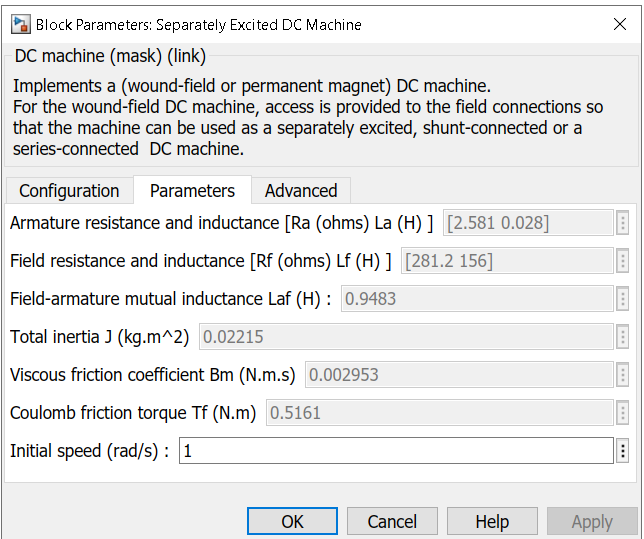 Block Parameters: Separately Excited DC Machine
DC machine (mask) (link)
Implements a (wound-field or permanent magnet) DC machine.
For the wound-field DC machine, access is provided to the field connections so
that the machine can be used as a separately excited, shunt-connected or a
series-connected  DC machine.
Configuration Parameters Advanced
Armature resistance and inductance [Ra (ohms) La (H) ] [2.581 0.028]
Field resistance and inductance [Rf (ohms) Lf (H) ] [281.2 156]
Field-armature mutual inductance Laf (H) : 0.9483
Total inertia J (kg.m^2) 0.02215
Viscous friction coefficient Bm (N.m.s) 0.002953
Coulomb friction torque Tf (N.m) 0.5161
Initial speed (rad/s) : 1
OK Cancel Help Apply